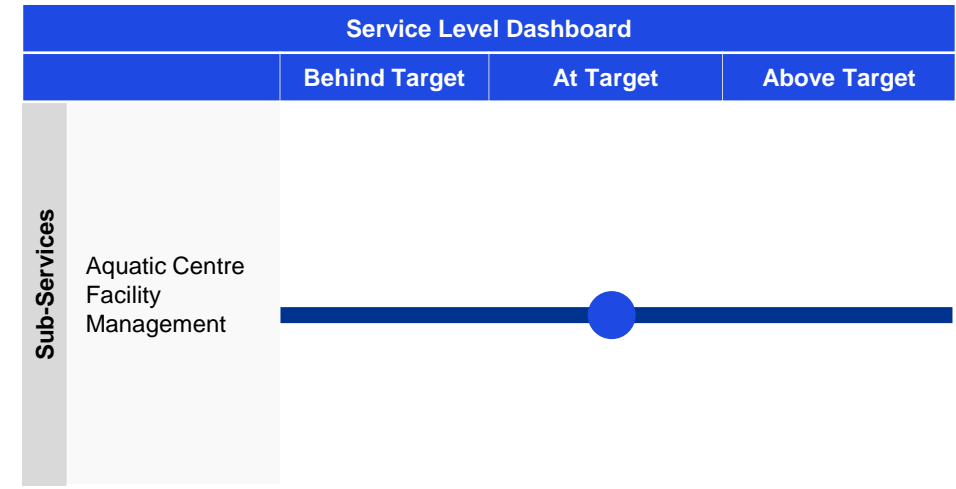 Service Level Dashboard
Behind Target
At Target
Above Target
Sub-Services
Aquatic Centre
Facility
Management